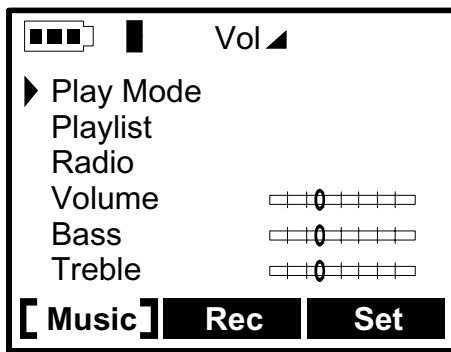 Vol
Play Mode
Playlist
Radio
Volume
Bass
Treble
[Music] Rec Set